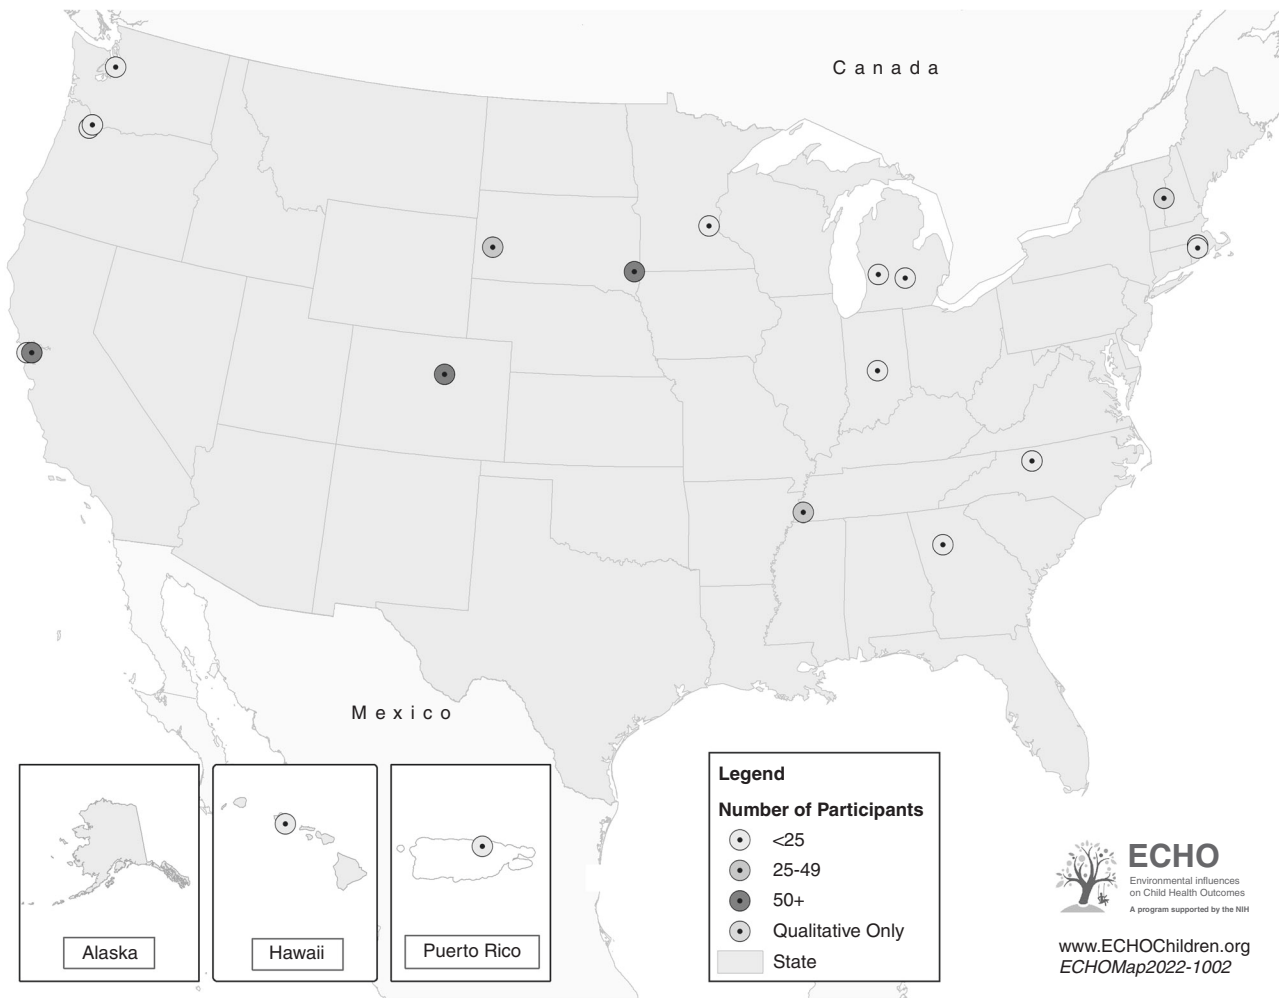 Canada
Mexico
Alaska
Hawaii
Puerto Rico
Legend
Number of Participants
<25
25-49
50+
Qualitative Only
State
ECHO
Environmental influences
on Child Health Outcomes
A program supported by the NIH
www.ECHOChildren.org
ECHOMap2022-1002